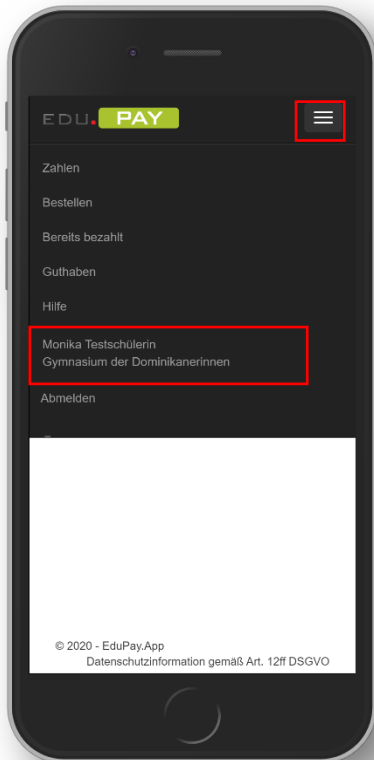 EDU. PAY
Zahlen
Bestellen
Bereits bezahlt
Guthaben
Hilfe
Monika Testschülerin
Gymnasium der Dominikanerinnen
Abmelden
© 2020 - EduPay.App
Datenschutzinformation gemäß Art. 12ff DSGVO